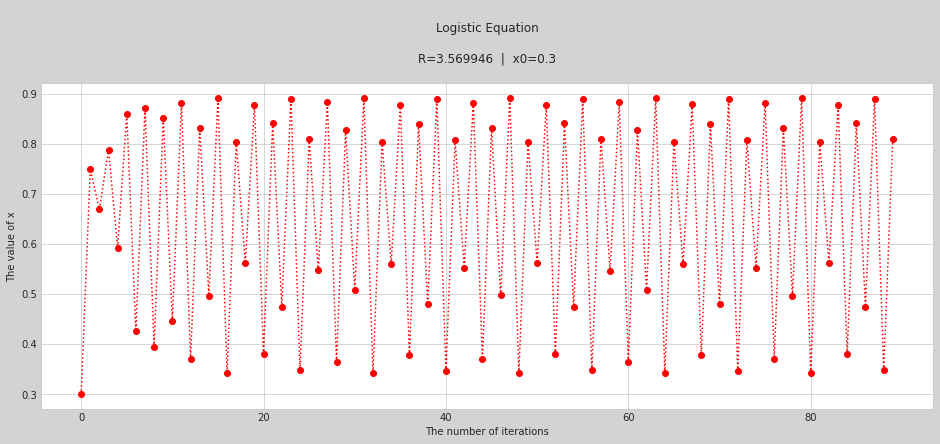 Logistic Equation
R=3.569946 | x0=0.3
The value of x
0.9
0.8
0.7
0.6
0.5
0.4
0.3
0 20 40 60 80
The number of iterations